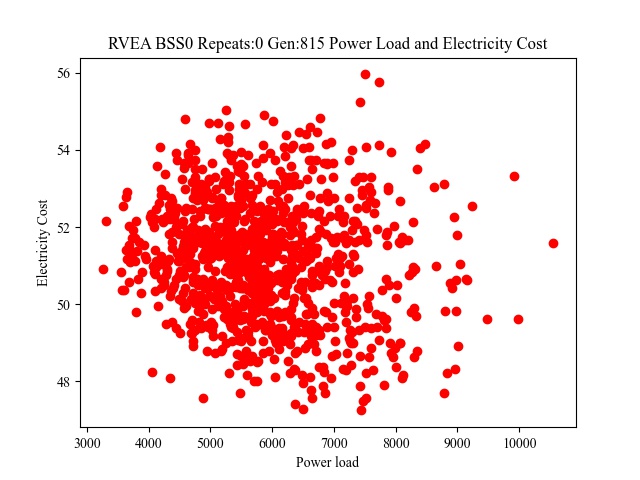 RVEA BSS0 Repeats:0 Gen:815 Power Load and Electricity Cost
56
54
52
50
48
Electricity Cost
3000 4000 5000 6000 7000 8000 9000 10000
Power load